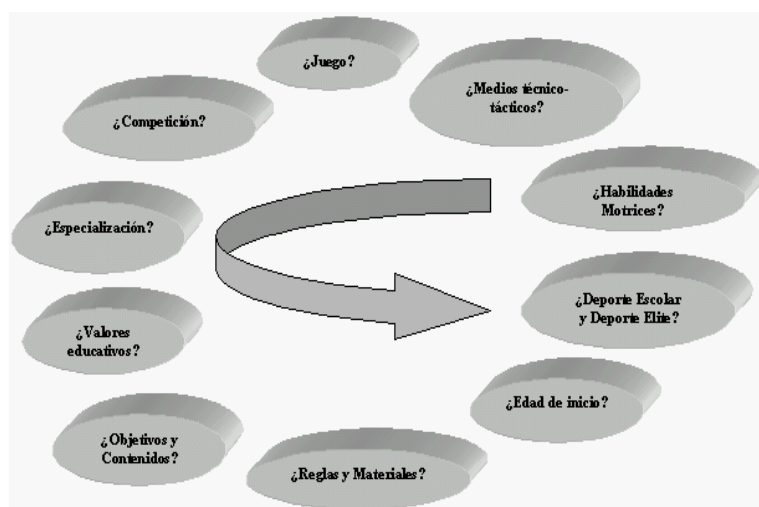 ¿Juego?
¿Medios técnico-
tácticos?
¿Competición?
¿Habilidades
Motrices?
¿Especialización?
¿Deporte Escolar
y Deporte Elite?
¿Valores
educativos?
¿Edad de inicio?
¿Objetivos y
Contenidos?
¿Reglas y Materiales?